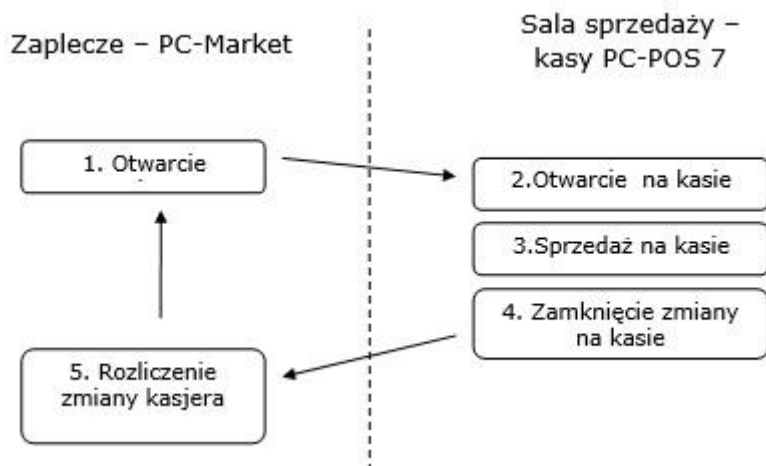 Zaplecze – PC-Market
Sala sprzedaży –
kasy PC-POS 7
1. Otwarcie
2.Otwarcie na kasie
3.Sprzedaż na kasie
4. Zamknięcie zmiany
na kasie
5. Rozliczenie
zmiany kasjera